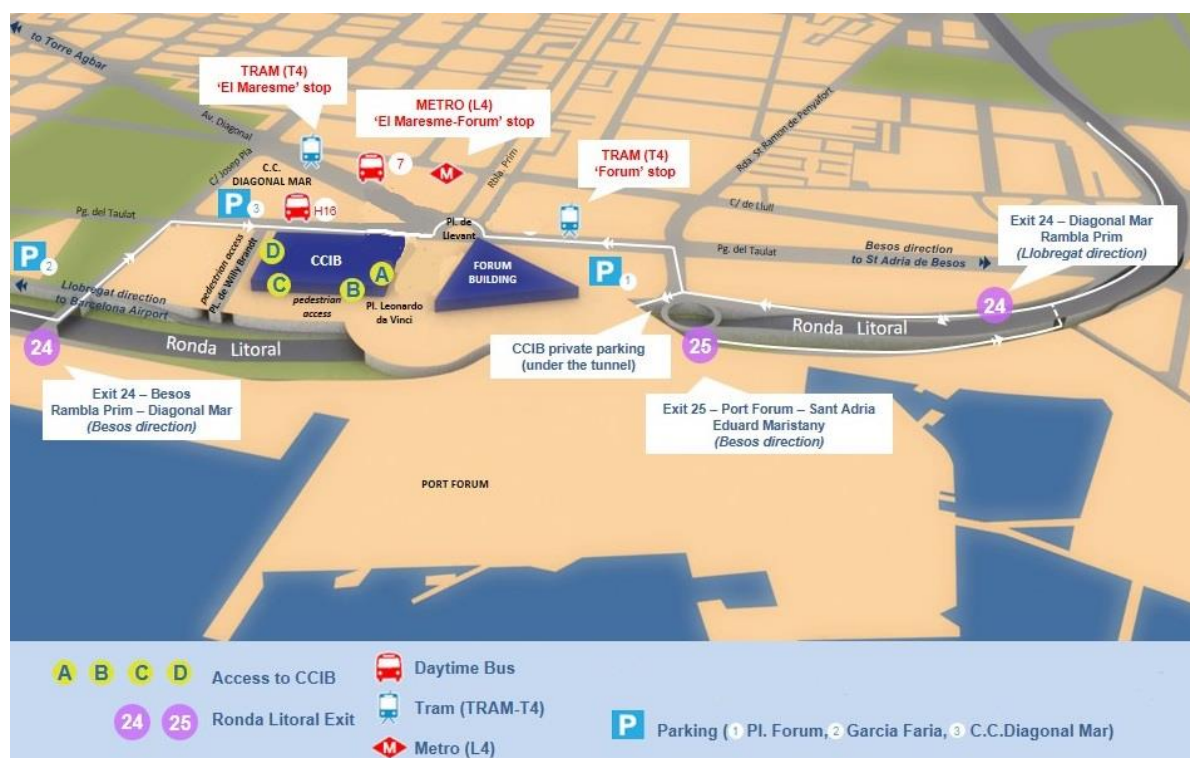 to Torre Agbar
TRAM (T4)
‘El Maresme’ stop
METRO (L4)
‘El Maresme-Forum’ stop
Av. Diagonal
C/ Josep Pla
7
M
Rbla. Prim
TRAM (T4)
‘Forum’ stop
Rda. St Ramon de Penyafort
C.C.
DIAGONAL MAR
P 3
H16
Pg. del Taulat
C/ de Llull
Pl. de
Llevant
Exit 24 – Diagonal Mar
Rambla Prim
(Llobregat direction)
Pg. del Taulat
Besos direction
to St Adria de Besos
P 2
pedestrian access
Pl. de Willy Brandt
D
CCIB
C
B
A
FORUM
BUILDING
P 1
Llobregat direction
to Barcelona Airport
pedestrian
access
Pl. Leonardo
da Vinci
24
Ronda Litoral
24
Ronda Litoral
CCIB private parking
(under the tunnel)
25
Exit 24 – Besos
Rambla Prim – Diagonal Mar
(Besos direction)
Exit 25 – Port Forum – Sant Adria
Eduard Maristany
(Besos direction)
PORT FORUM
A B C D Access to CCIB
24 25 Ronda Litoral Exit
Daytime Bus
Tram (TRAM-T4)
M Metro (L4)
P Parking (1 Pl. Forum, 2 Garcia Faria, 3 C.C.Diagonal Mar)